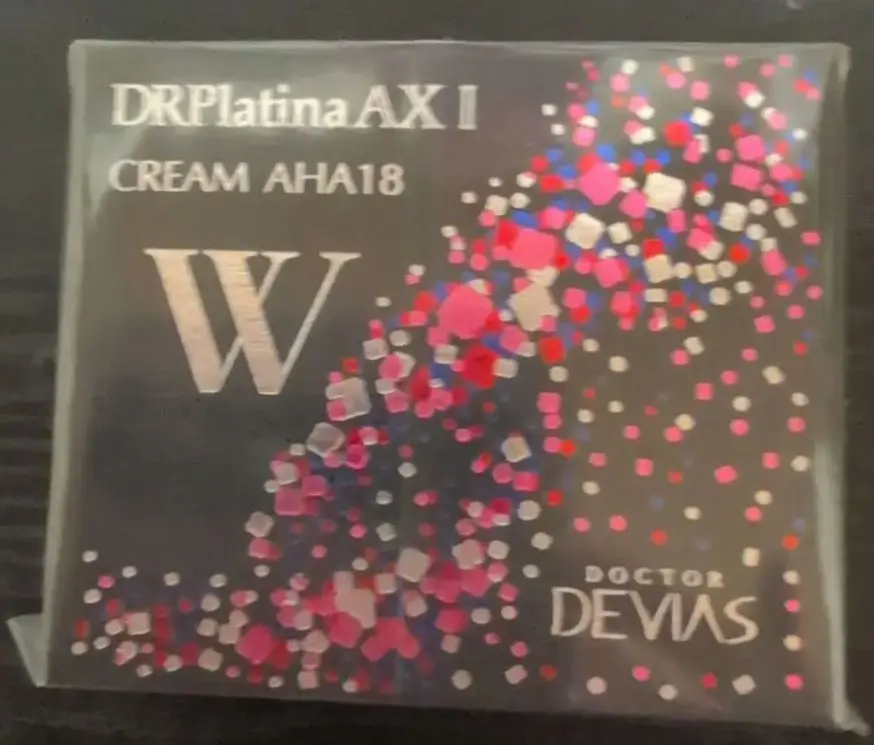 DRPlatina AX I
CREAM AHA18
W
DOCTOR
DEVIAS